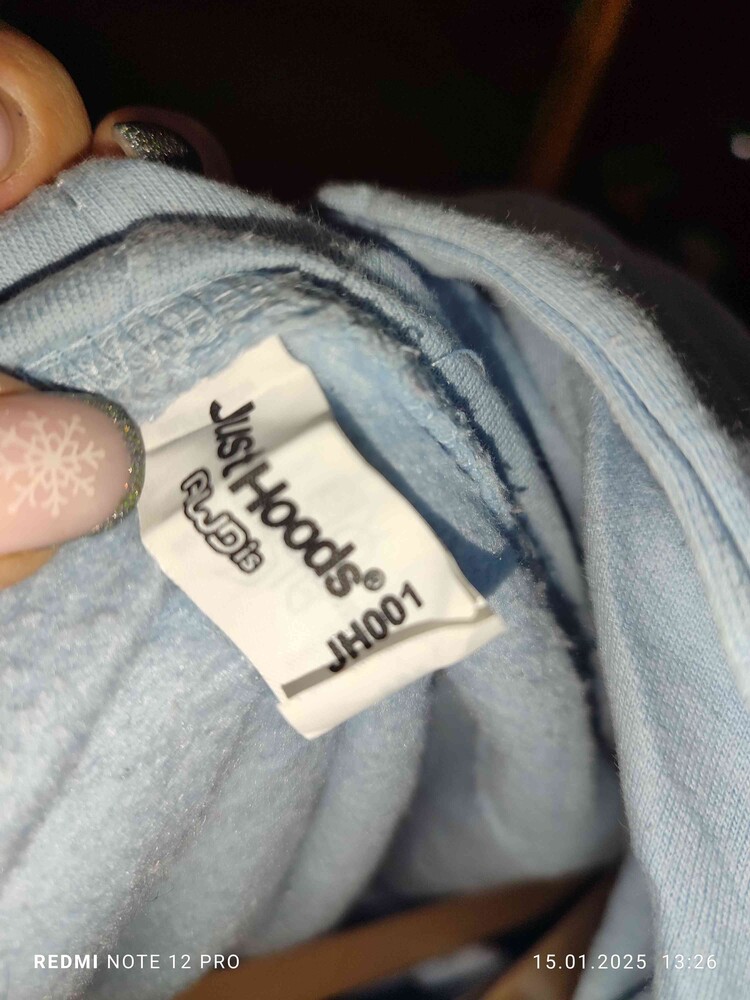 Just Hoods®
AWDis
JH001
REDMI NOTE 12 PRO
15.01.2025 13:26